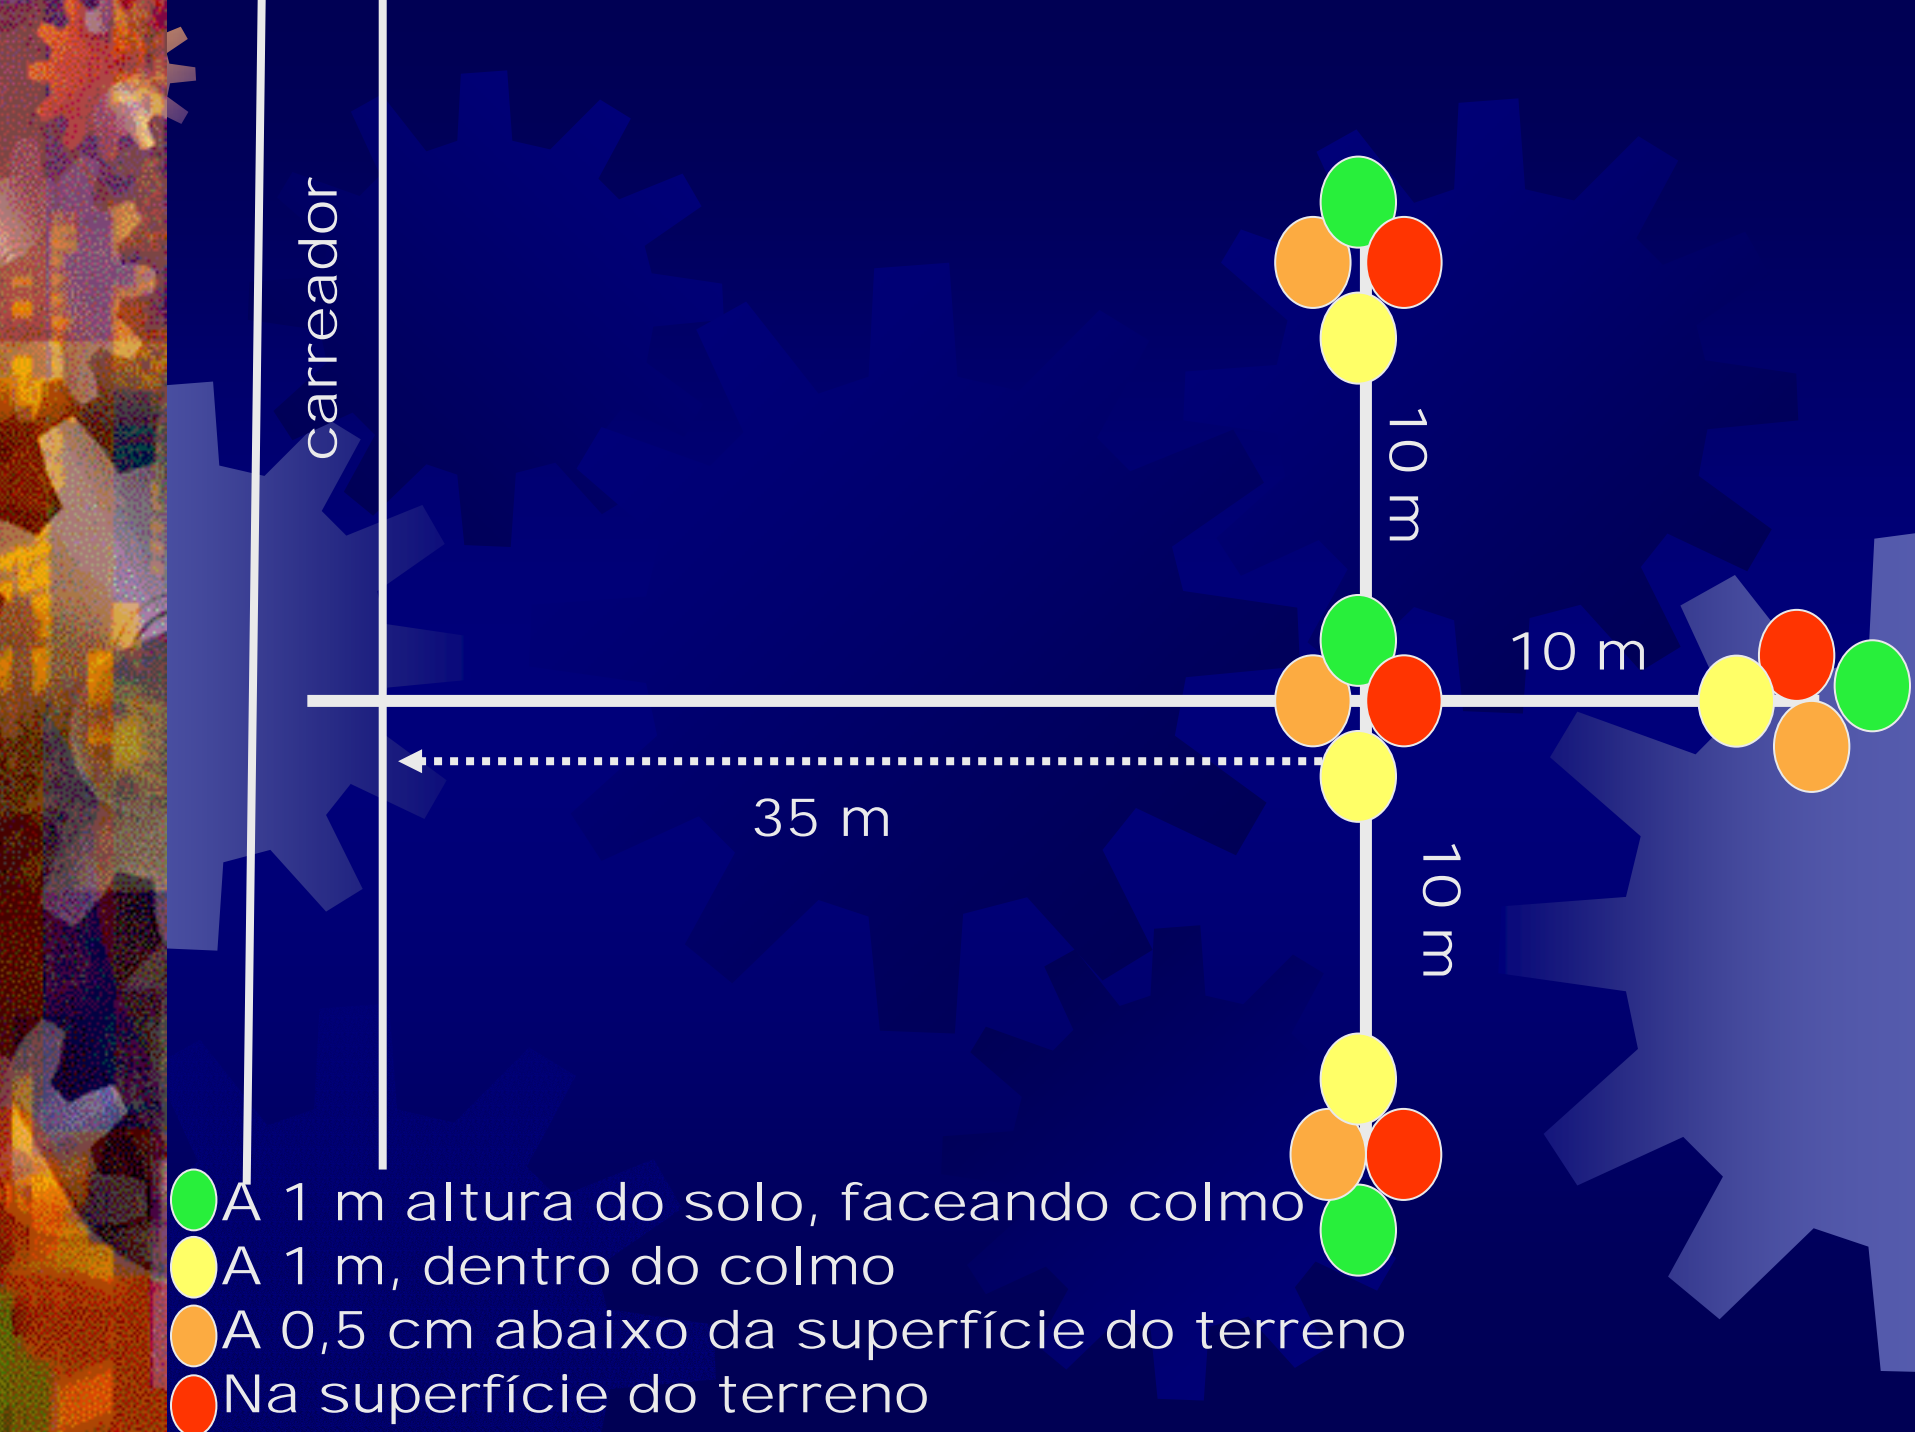 carreador
10 m
10 m
35 m
10 m
A 1 m altura do solo, faceando colmo
A 1 m, dentro do colmo
A 0,5 cm abaixo da superfície do terreno
Na superfície do terreno